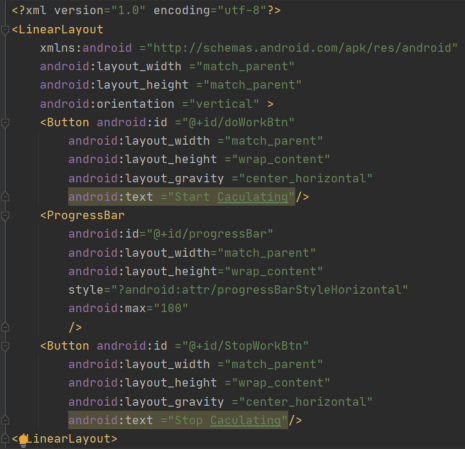 <?xml version="1.0" encoding="utf-8"?>
<LinearLayout
xmlns:android ="http://schemas.android.com/apk/res/android"
android:layout_width ="match_parent"
android:layout_height ="match_parent"
android:orientation ="vertical" >
<Button android:id ="@+id/doWorkBtn"
android:layout_width ="match_parent"
android:layout_height ="wrap_content"
android:layout_gravity ="center_horizontal"
android:text ="Start Caculating"/>
<ProgressBar
android:id="@+id/progressBar"
android:layout_width="match_parent"
android:layout_height="wrap_content"
style="?android:attr/progressBarStyleHorizontal"
android:max="100"
/>
<Button android:id ="@+id/StopWorkBtn"
android:layout_width ="match_parent"
android:layout_height ="wrap_content"
android:layout_gravity ="center_horizontal"
android:text ="Stop Caculating"/>
<LinearLayout>